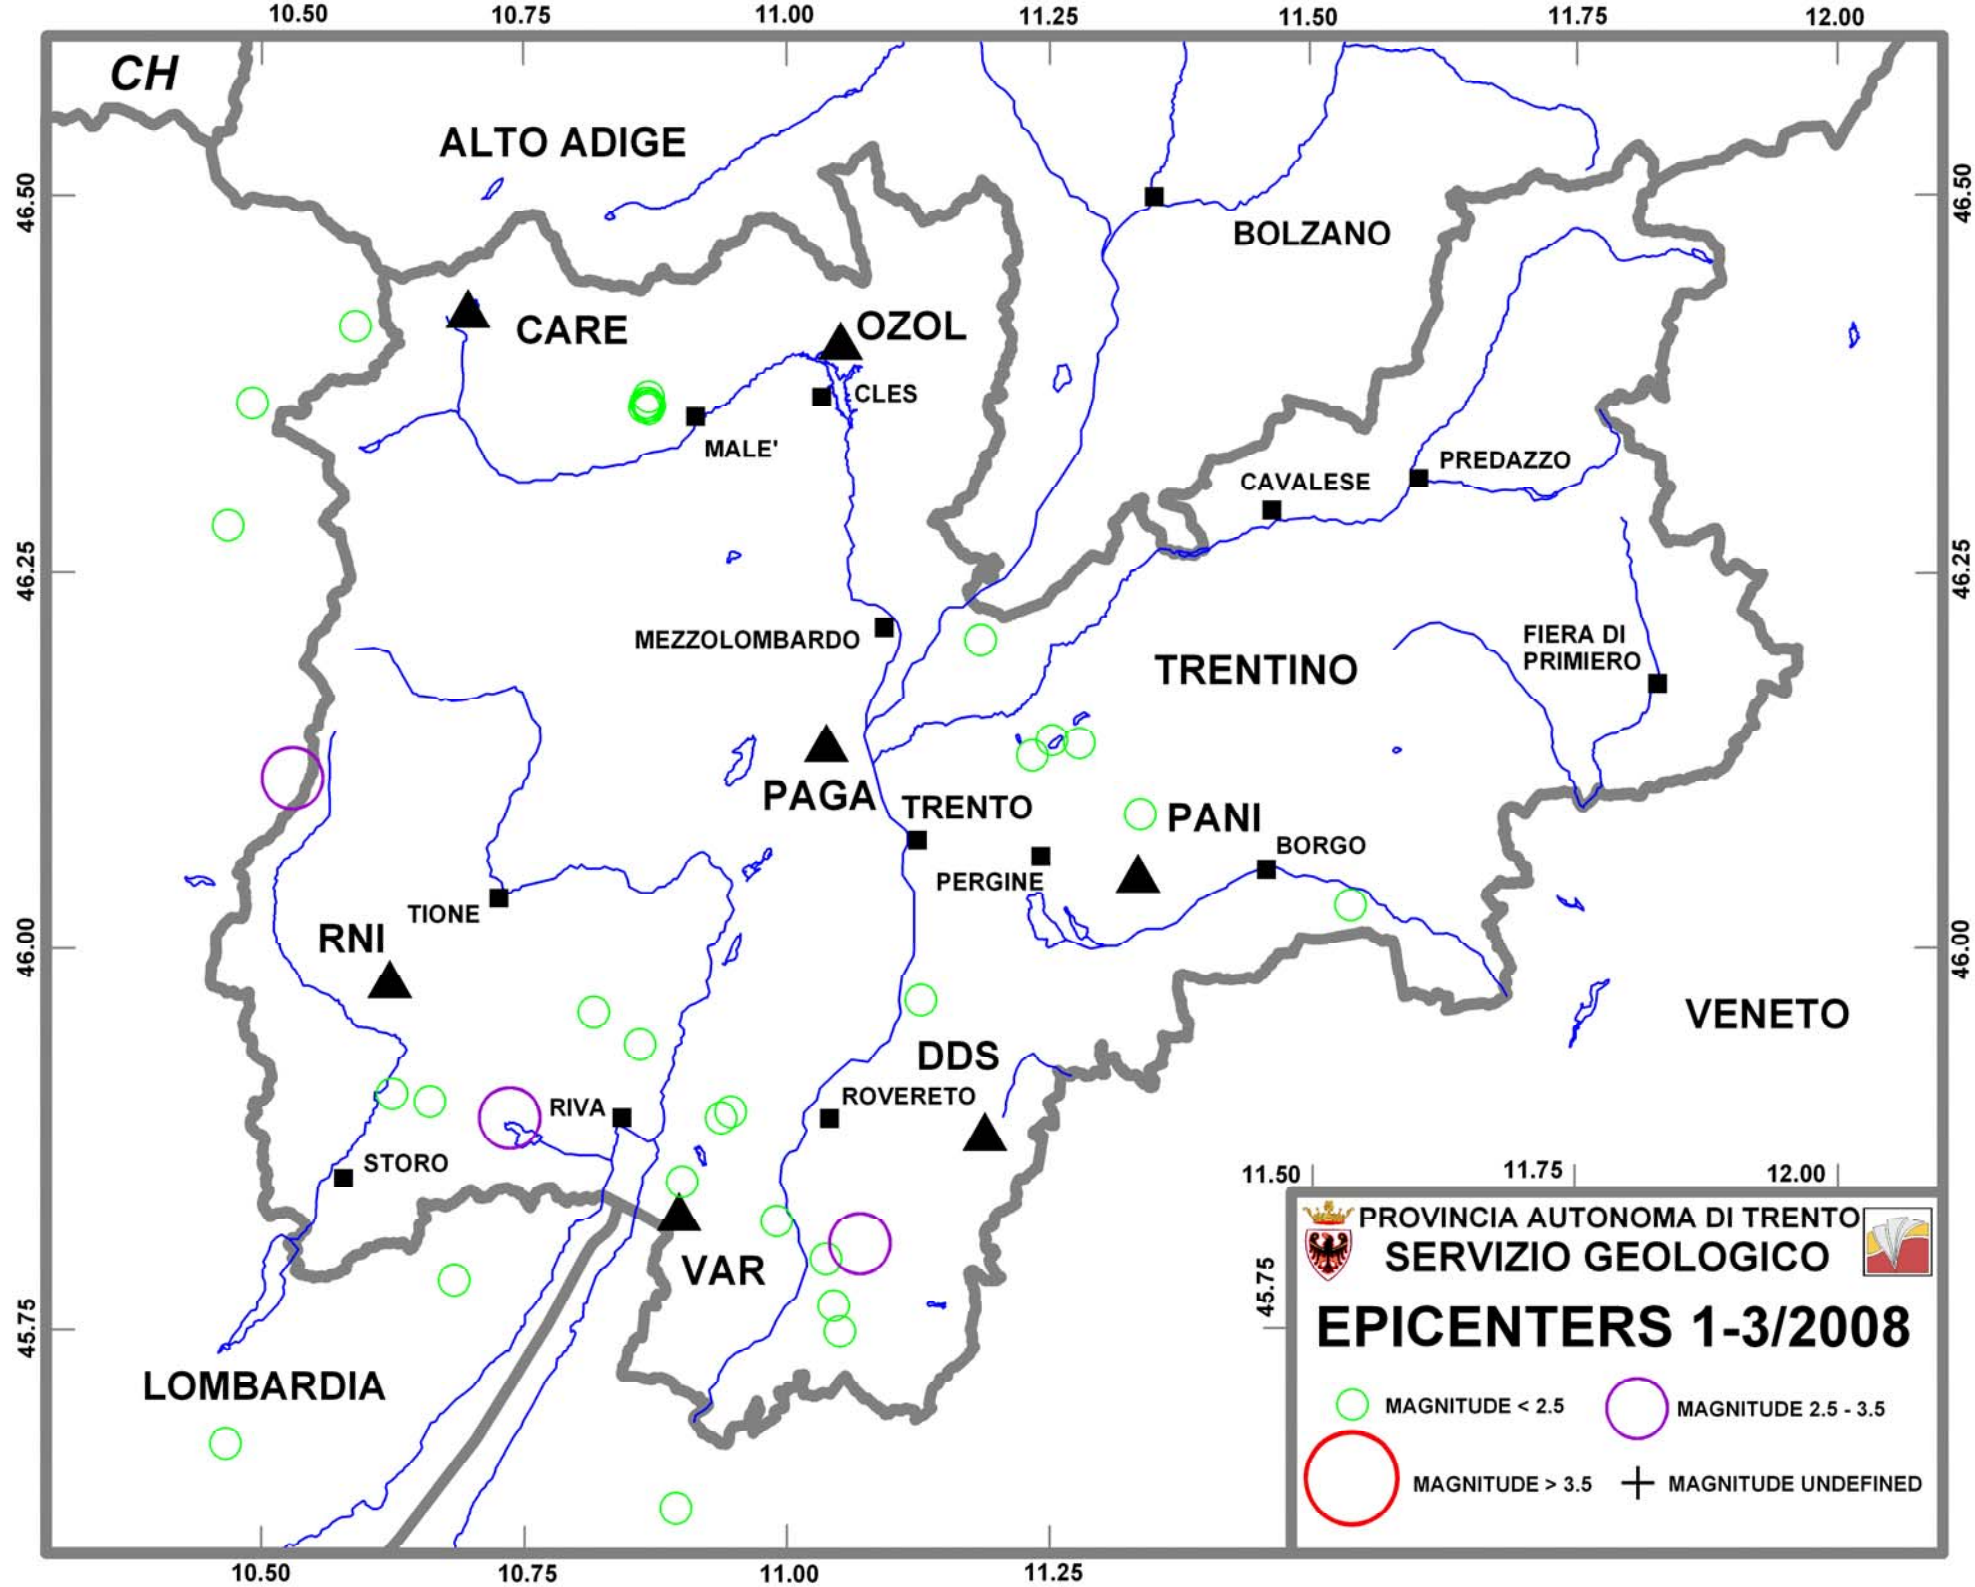 10.50 10.75 11.00 11.25 11.50 11.75 12.00
CH
ALTO ADIGE
46.50
46.50
BOLZANO
CARE
OZOL
CLES
MALE'
PREDAZZO
CAVALESE
46.25
46.25
MEZZOLOMBARDO
FIERA DI
PRIMIERO
TRENTINO
PAGA
TRENTO
PANI
BORGO
PERGINE
TIONE
RNI
46.00
46.00
VENETO
DDS
ROVERETO
RIVA
STORO
VAR
45.75
LOMBARDIA
11.50 11.75 12.00
45.75
PROVINCIA AUTONOMA DI TRENTO
SERVIZIO GEOLOGICO
EPICENTERS 1-3/2008
MAGNITUDE < 2.5
MAGNITUDE 2.5 - 3.5
MAGNITUDE > 3.5
MAGNITUDE UNDEFINED
10.50 10.75 11.00 11.25